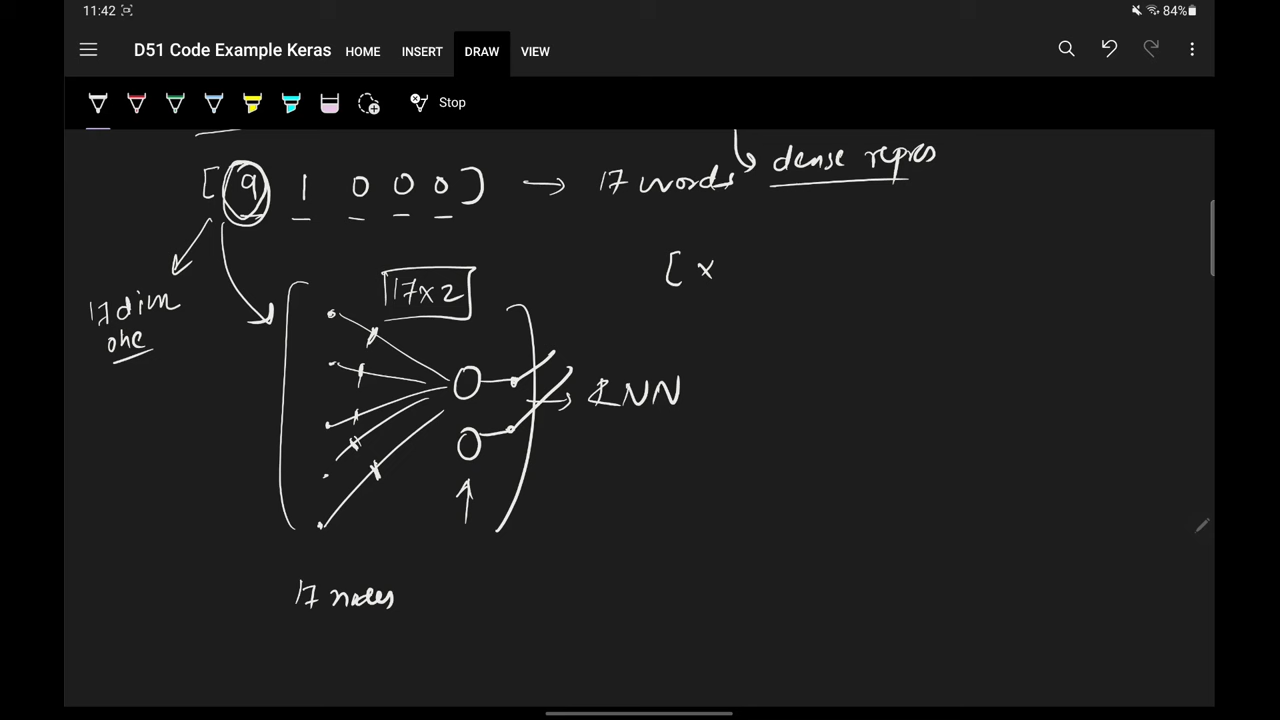 11:42 84%
D51 Code Example Keras HOME INSERT DRAW VIEW
Stop
dense repres
[9 1 0 0 0] → 17 words
[ x
17 dim
ohe
17x2
RNN
17 nodes